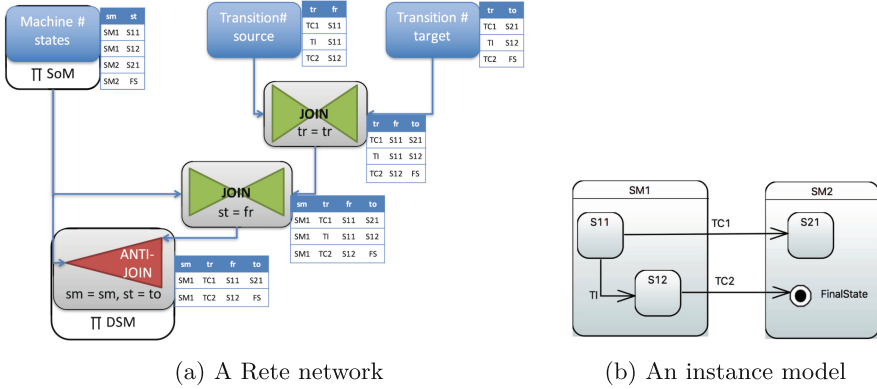 Machine #
states
∏ SoM
sm st
SM1 S11
SM1 S12
SM2 S21
SM2 FS
Transition#
source
tr fr
TC1 S11
TI S11
TC2 S12
Transition #
target
tr to
TC1 S21
TI S12
TC2 FS
JOIN
tr = tr
tr fr to
TC1 S11 S21
TI S11 S12
TC2 S12 FS
JOIN
st = fr
sm tr fr to
SM1 TC1 S11 S21
SM1 TI S11 S12
SM1 TC2 S12 FS
ANTI-
JOIN
sm = sm, st = to
∏ DSM
sm tr fr to
SM1 TC1 S11 S21
SM1 TC2 S12 FS
(a) A Rete network
SM1
S11
TI
S12
TC1
TC2
SM2
S21
FinalState
(b) An instance model